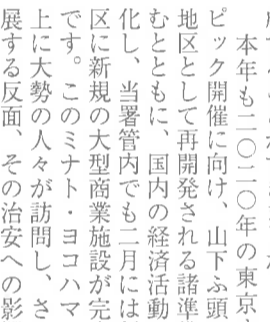 本年も二〇二〇年の東京
ピック開催に向け、山下ふ頭
地区として再開発される諸準
むとともに、国内の経済活動
化し、当署管内でも二月には
区に新規の大型商業施設が完
です。このミナト・ヨコハマ
上に大勢の人々が訪問し、さ
展する反面、その治安への影